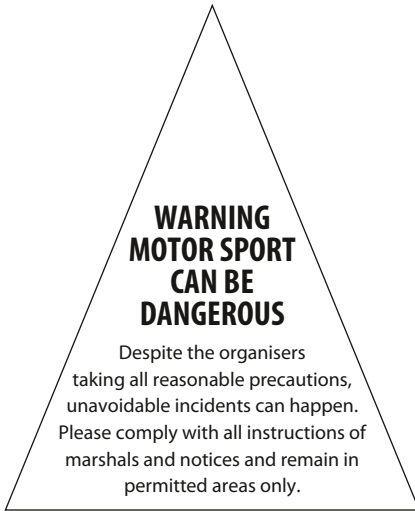 WARNING
MOTOR SPORT
CAN BE
DANGEROUS
Despite the organisers
taking all reasonable precautions,
unavoidable incidents can happen.
Please comply with all instructions of
marshals and notices and remain in
permitted areas only.